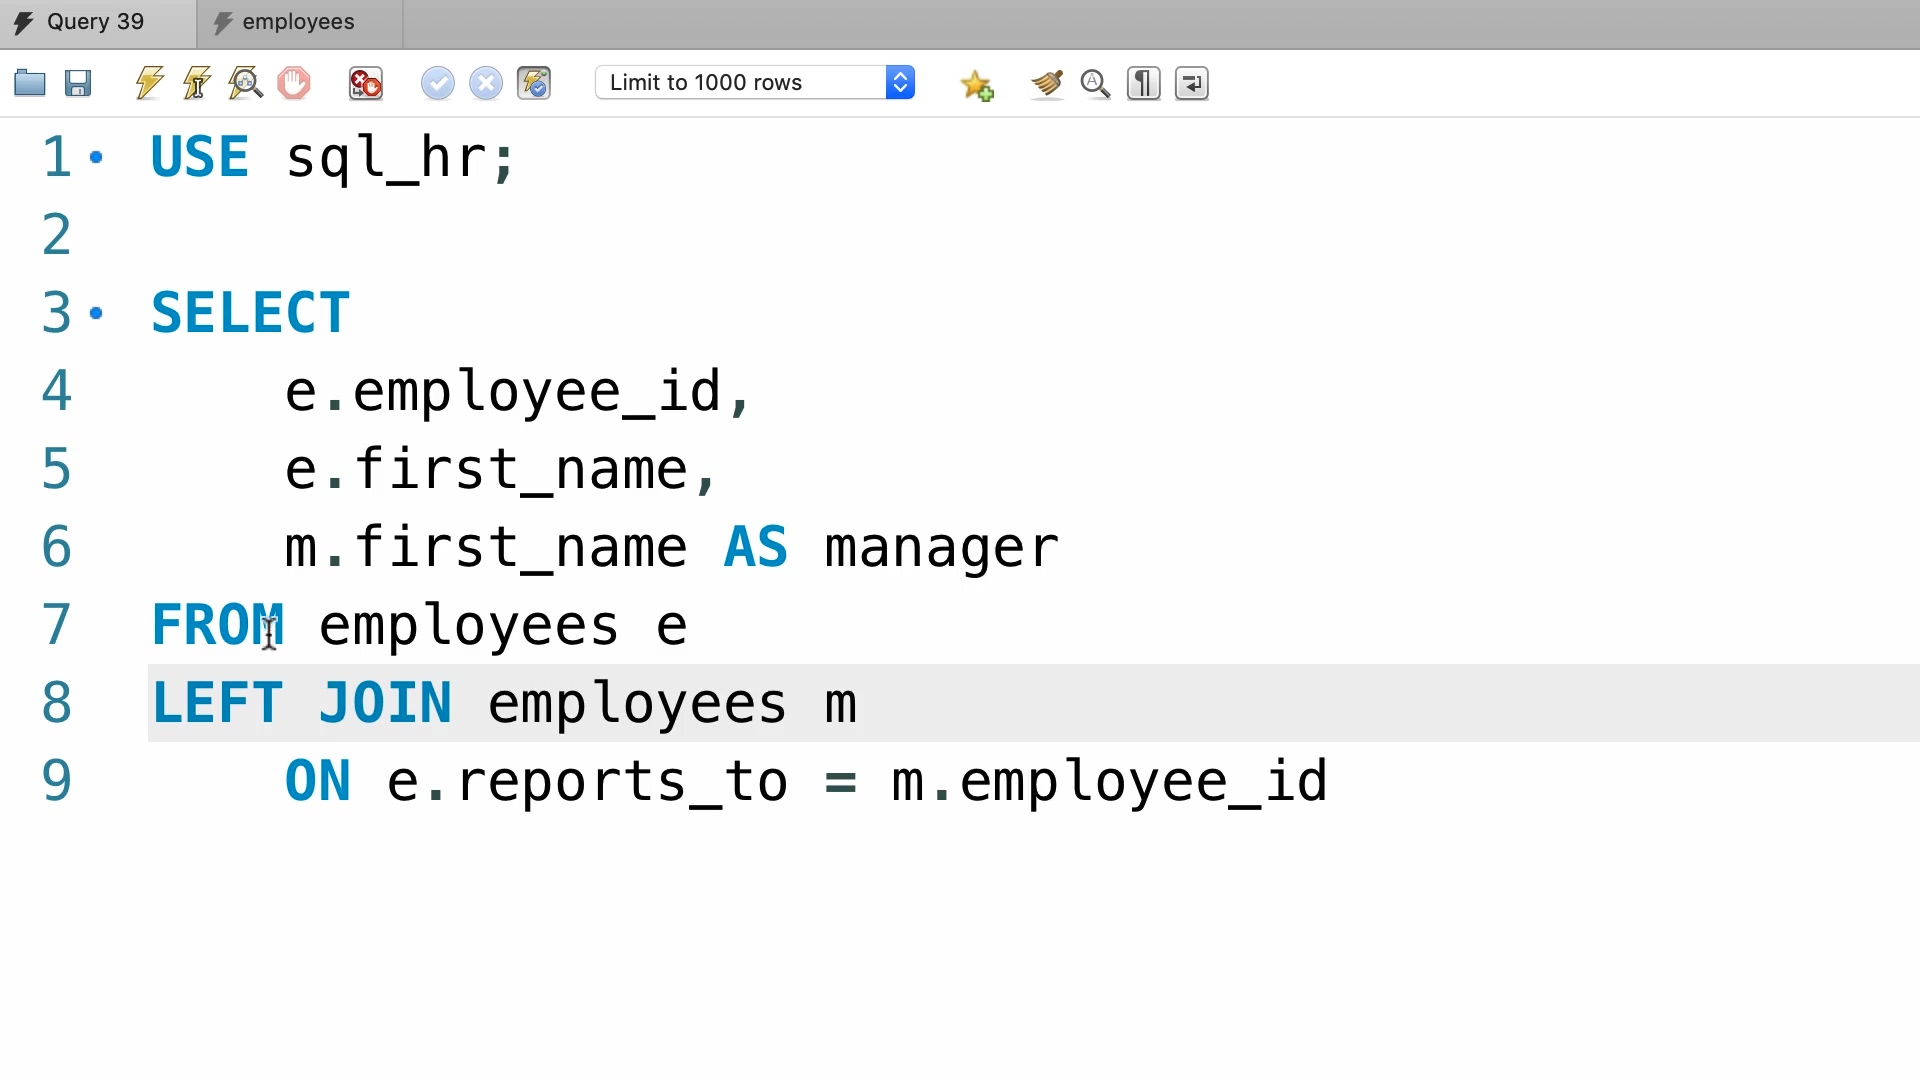 Query 39
employees
Limit to 1000 rows
1 USE sql_hr;
2
3 SELECT
4 e.employee_id,
5 e.first_name,
6 m.first_name AS manager
7 FROM employees e
8 LEFT JOIN employees m
9 ON e.reports_to = m.employee_id